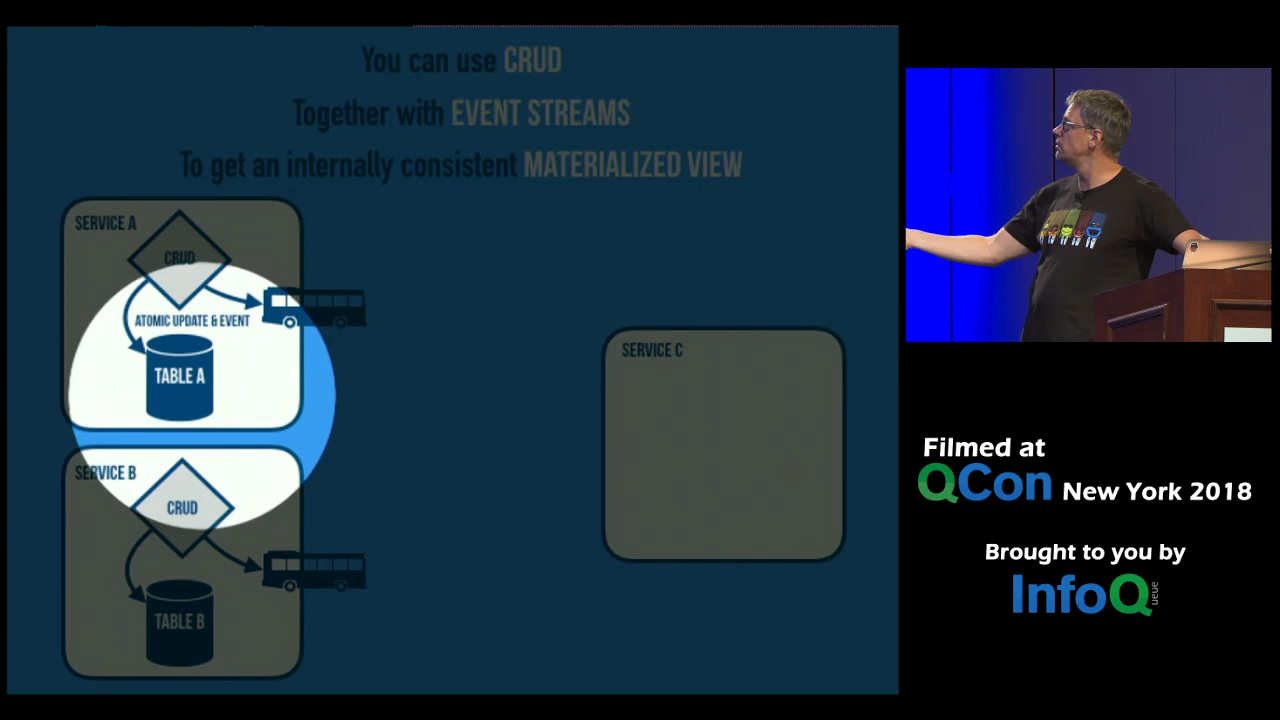 You can use CRUD
Together with EVENT STREAMS
To get an internally consistent MATERIALIZED VIEW
SERVICE A
CRUD
ATOMIC UPDATE & EVENT
TABLE A
SERVICE B
CRUD
TABLE B
SERVICE C
Filmed at
QCon New York 2018
Brought to you by
InfoQ
ueue